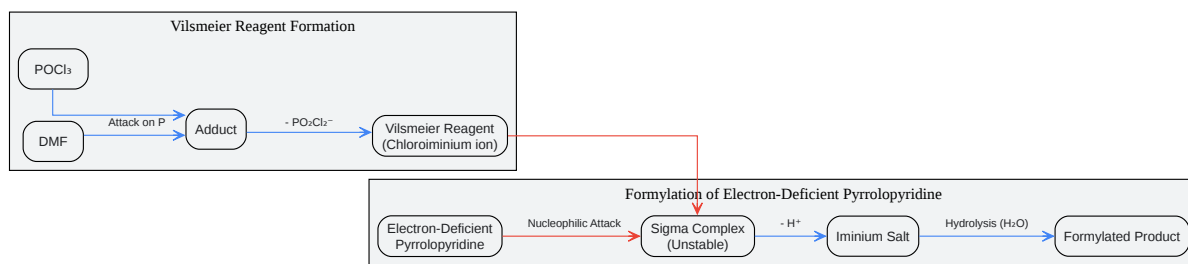 Vilsmeier Reagent Formation
POCl₃
DMF
Attack on P
Adduct
- PO₂Cl₂⁻
Vilsmeier Reagent
(Chloroiminium ion)
Formylation of Electron-Deficient Pyrrolopyridine
Electron-Deficient
Pyrrolopyridine
Nucleophilic Attack
Sigma Complex
(Unstable)
- H⁺
Iminium Salt
Hydrolysis (H₂O)
Formylated Product